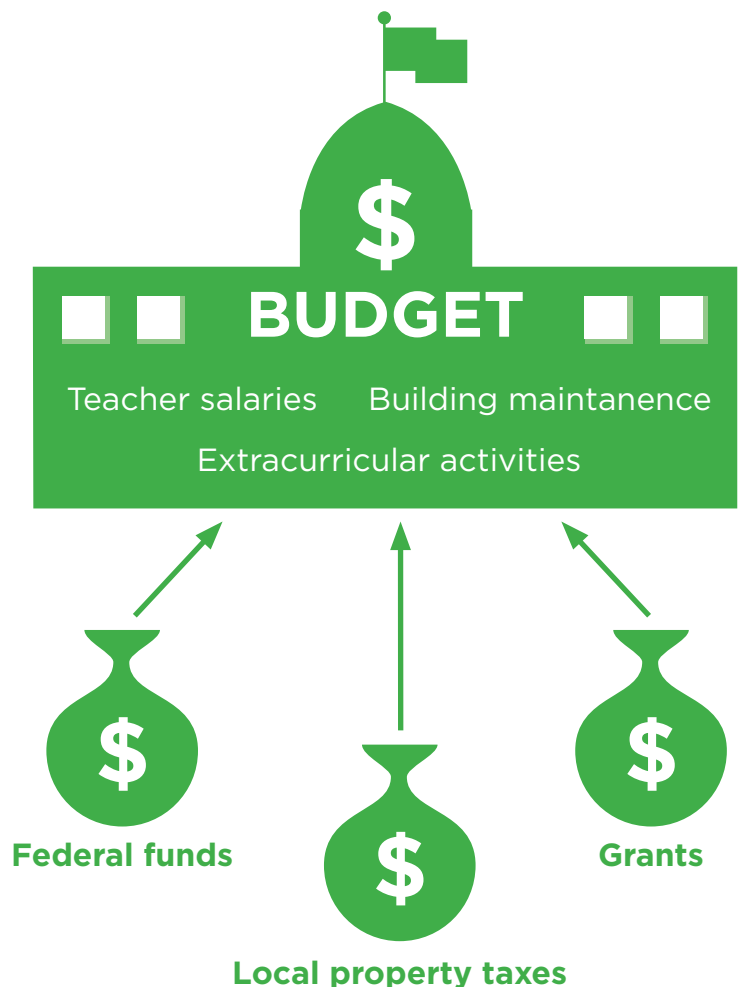 $
BUDGET
Teacher salaries Building maintanence
Extracurricular activities
$
$
Federal funds
Grants
$
Local property taxes